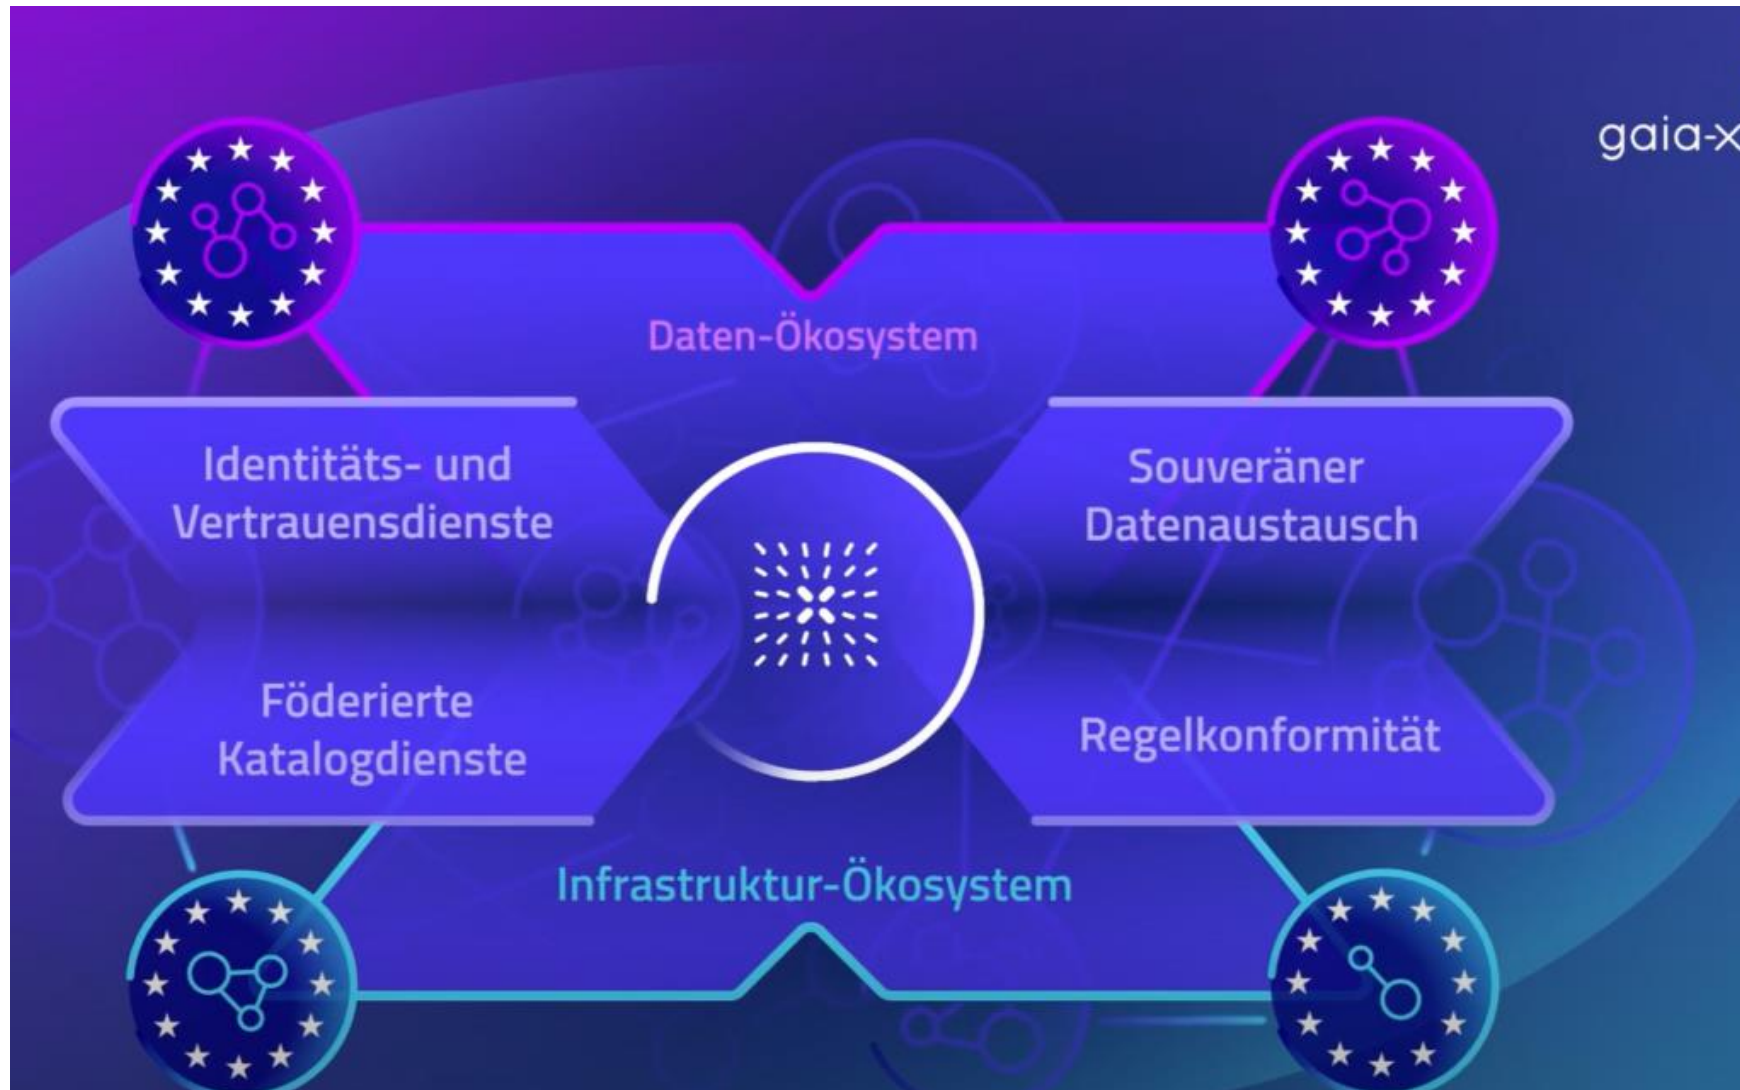 gaia-x
Daten-Ökosystem
Identitäts- und
Vertrauensdienste
Souveräner
Datenaustausch
Föderierte
Katalogdienste
Regelkonformität
Infrastruktur-Ökosystem